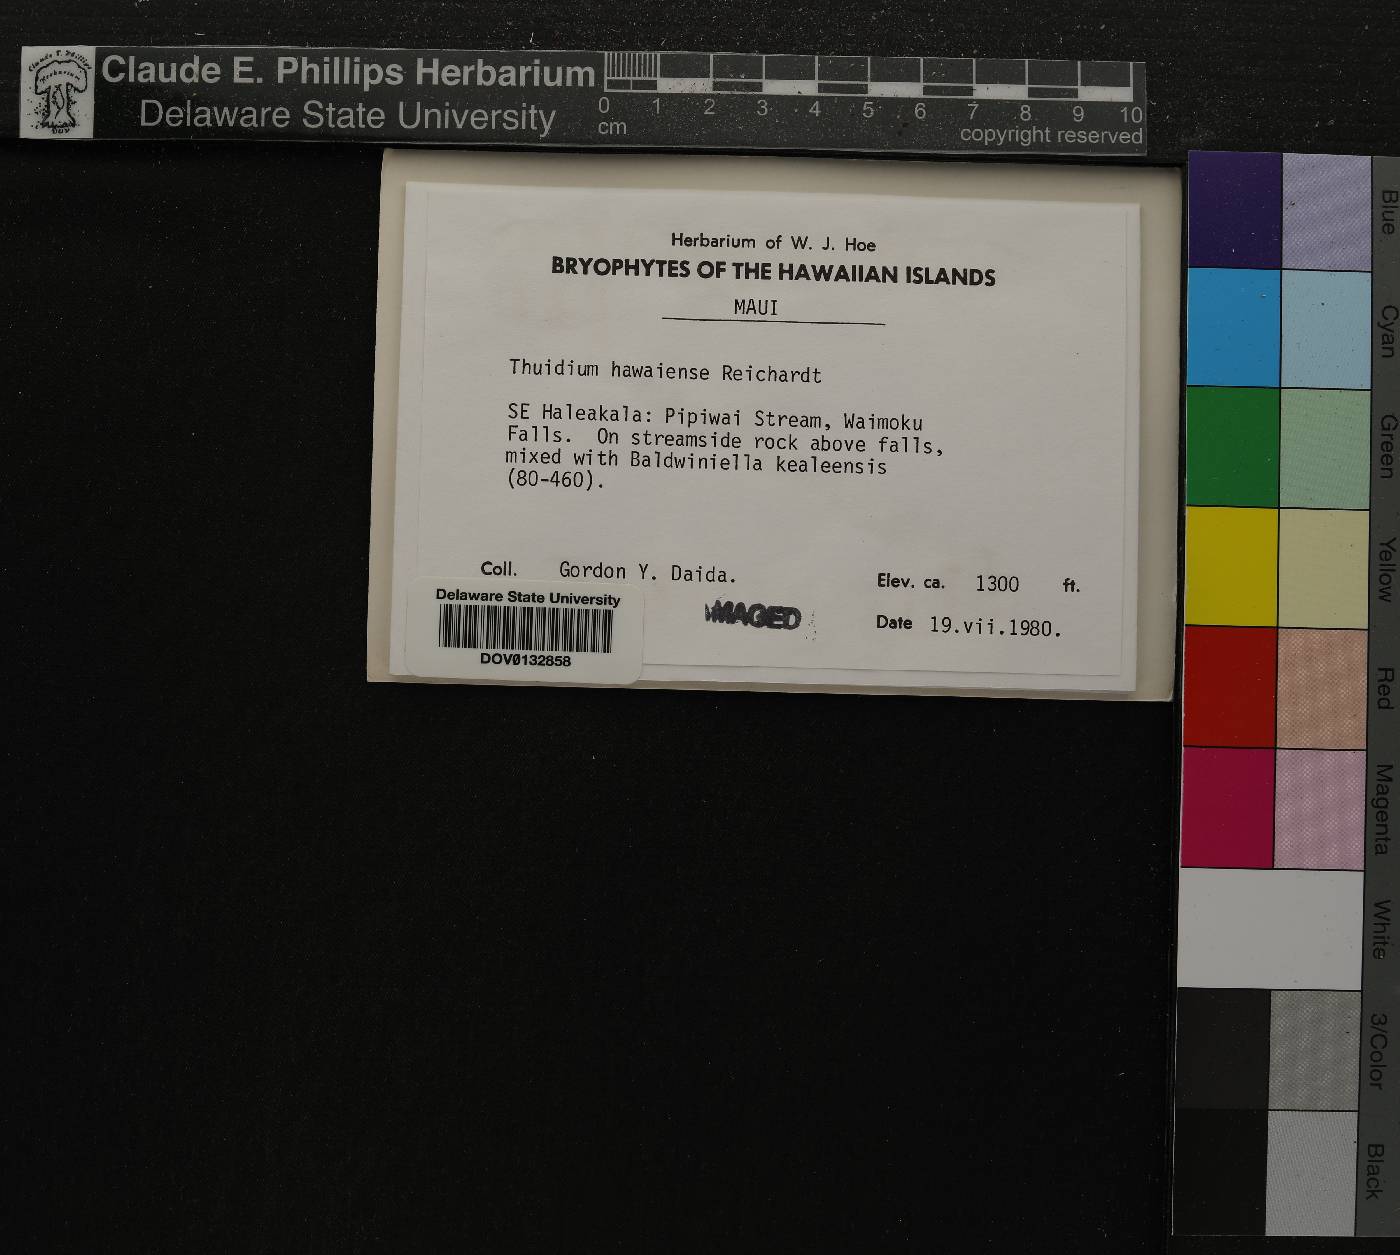 Claude E. Phillips Herbarium
Delaware State University
0 1 2 3 4 5 6 7 8 9 10
cm
copyright reserved
Herbarium of W. J. Hoe
BRYOPHYTES OF THE HAWAIIAN ISLANDS
MAUI
Thuidium hawaiense Reichardt
SE Haleakala: Pipiwai Stream, Waimoku
Falls. On streamside rock above falls,
mixed with Baldwiniella kealeensis
(80-460).
Coll. Gordon Y. Daida.
Elev. ca. 1300 ft.
Date 19.vii.1980.
IMAGED
Delaware State University
DOV0132858
Blue
Cyan
Green
Yellow
Red
Magenta
White
3/Color
Black